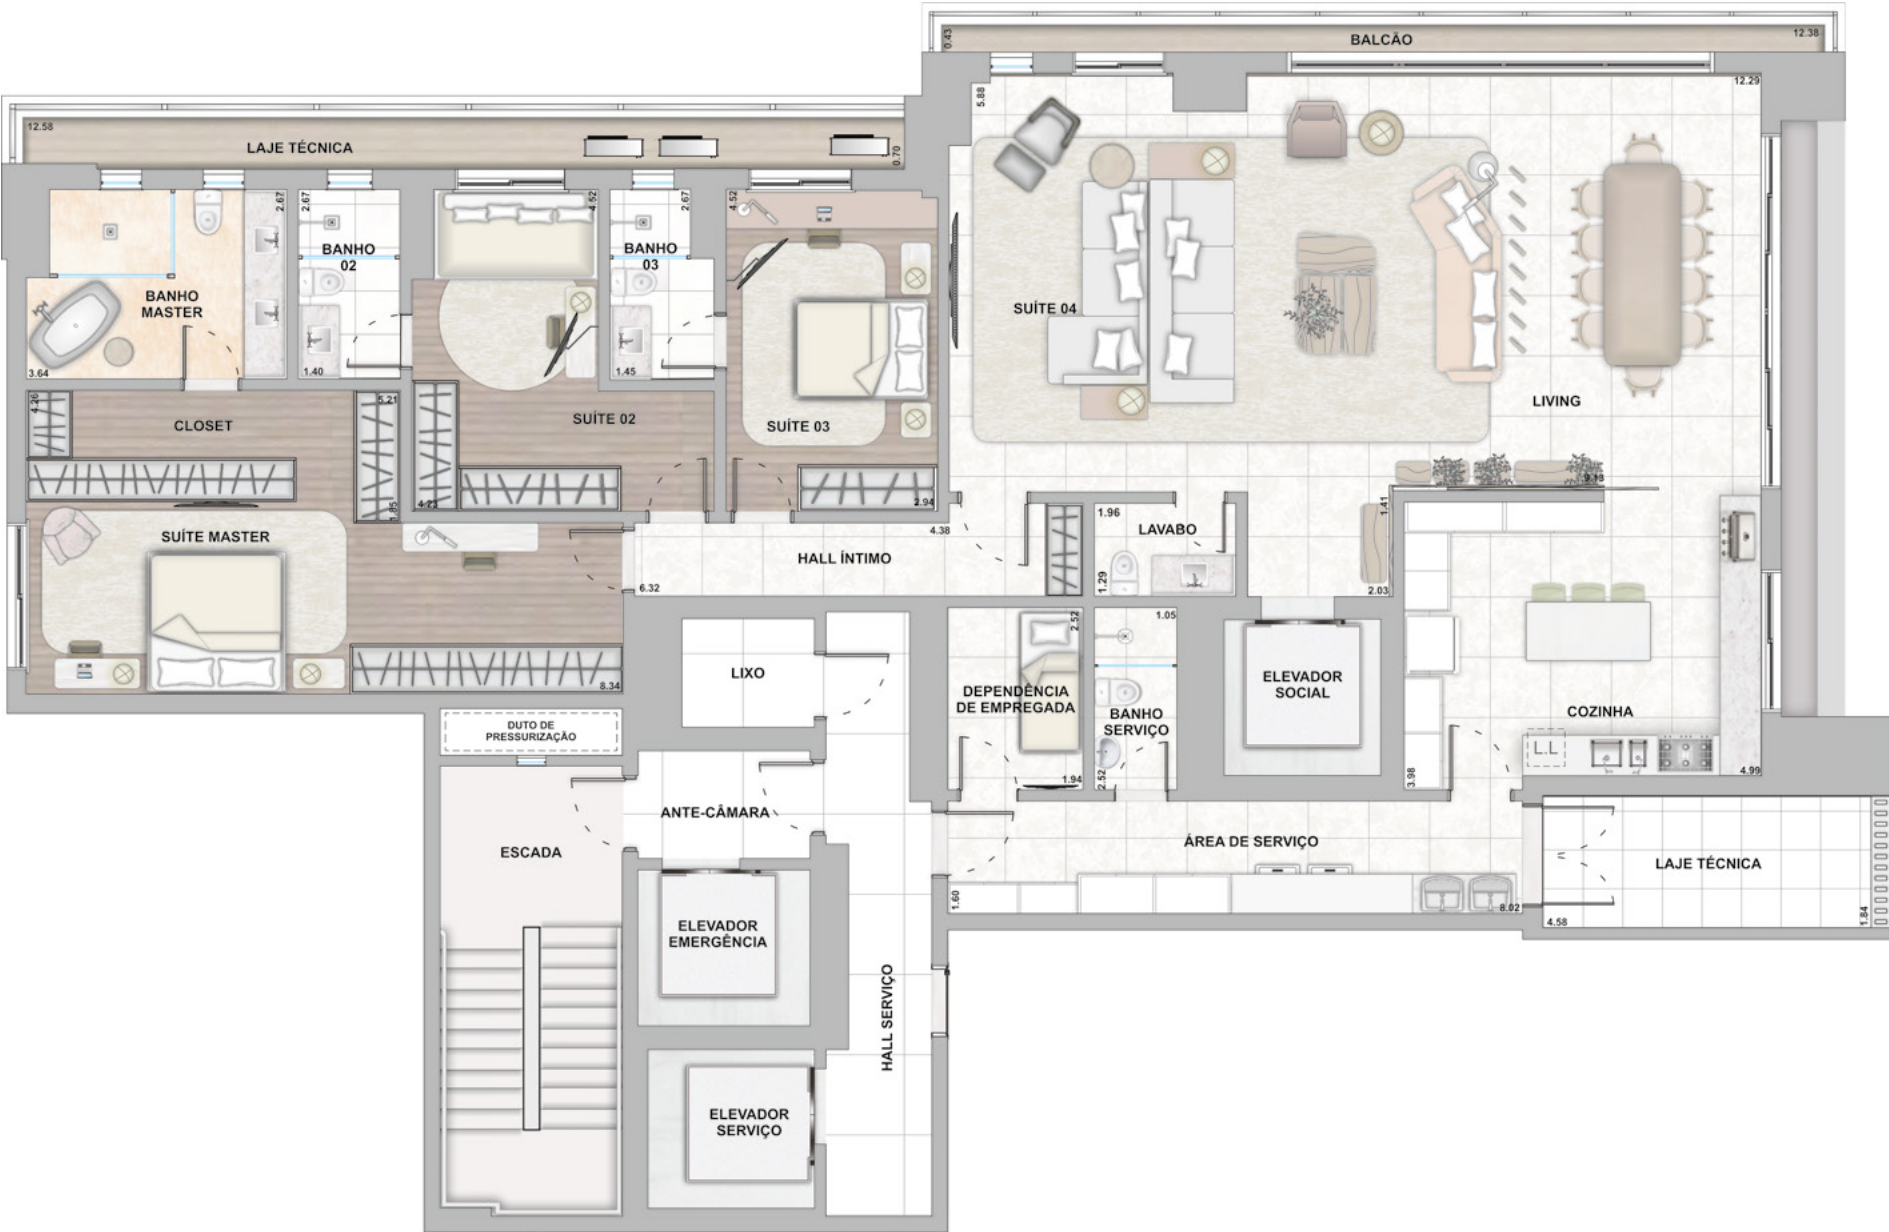 0.43
BALCÃO
12.38
5.88
12.29
12.58
LAJE TÉCNICA
0.70
2.67
2.67
4.52
2.67
4.52
BANHO
02
BANHO
03
BANHO
MASTER
3.64
1.40
1.45
SUÍTE 04
LIVING
4.26
CLOSET
5.21
SUÍTE 02
SUÍTE 03
1.85
4.23
2.94
9.13
SUÍTE MASTER
4.38
HALL ÍNTIMO
6.32
1.96
LAVABO
1.29
1.41
2.03
8.34
LIXO
2.52
DEPENDÊNCIA
DE EMPREGADA
1.94
1.05
BANHO
SERVIÇO
2.52
ELEVADOR
SOCIAL
COZINHA
L.L
3.98
4.99
DUTO DE
PRESSURIZAÇÃO
ANTE-CÂMARA
ESCADA
ÁREA DE SERVIÇO
1.60
8.02
LAJE TÉCNICA
4.58
1.84
ELEVADOR
EMERGÊNCIA
HALL SERVIÇO
ELEVADOR
SERVIÇO